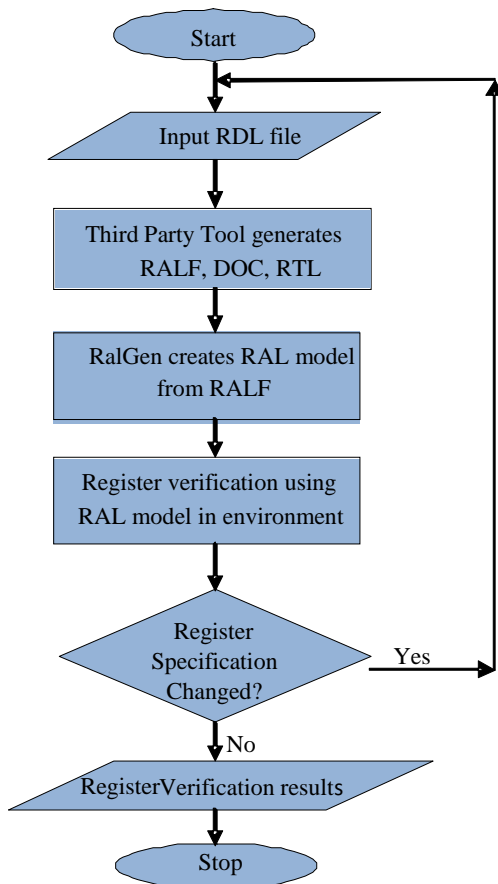 Start
Input RDL file
Third Party Tool generates
RALF, DOC, RTL
RalGen creates RAL model
from RALF
Register verification using
RAL model in environment
Register
Specification
Changed?
Yes
No
RegisterVerification results
Stop